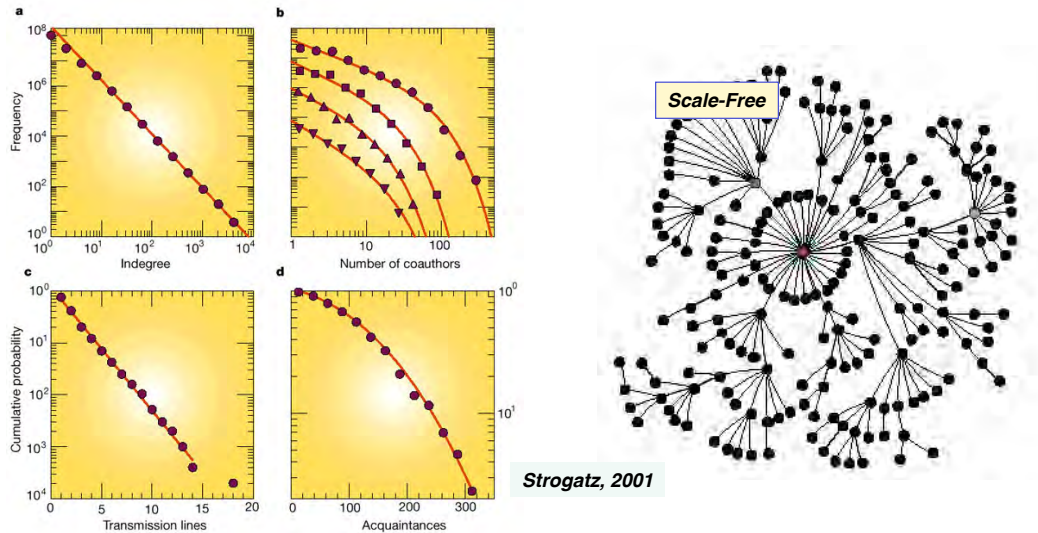 a
b
10^8
10^6
10^4
10^2
10^0
Frequency
10^0 10^1 10^2 10^3 10^4
Indegree
1 10 100
Number of coauthors
c
d
10^0
10^1
10^2
10^3
10^4
Cumulative probability
0 5 10 15 20
Transmission lines
0 100 200 300
Acquaintances
10^0
10^1
Strogatz, 2001
Scale-Free